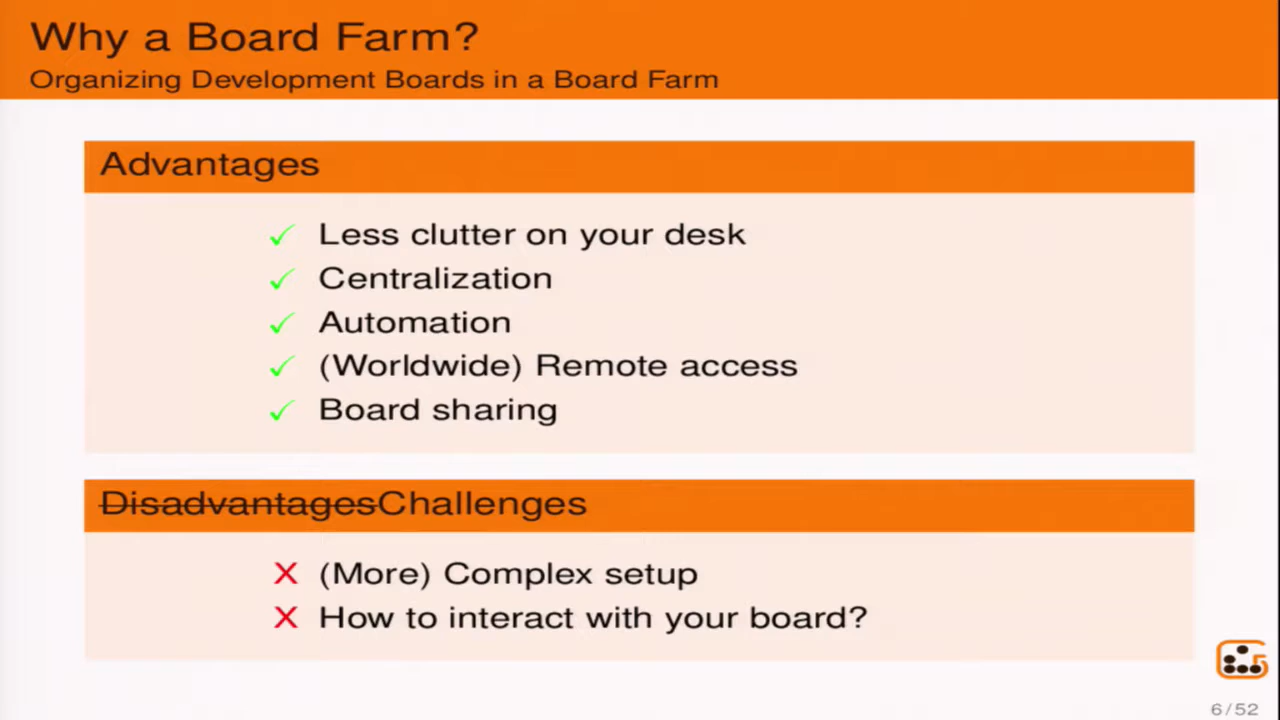 Why a Board Farm?
Organizing Development Boards in a Board Farm
Advantages
✓ Less clutter on your desk
✓ Centralization
✓ Automation
✓ (Worldwide) Remote access
✓ Board sharing
DisadvantagesChallenges
X (More) Complex setup
X How to interact with your board?
6/52